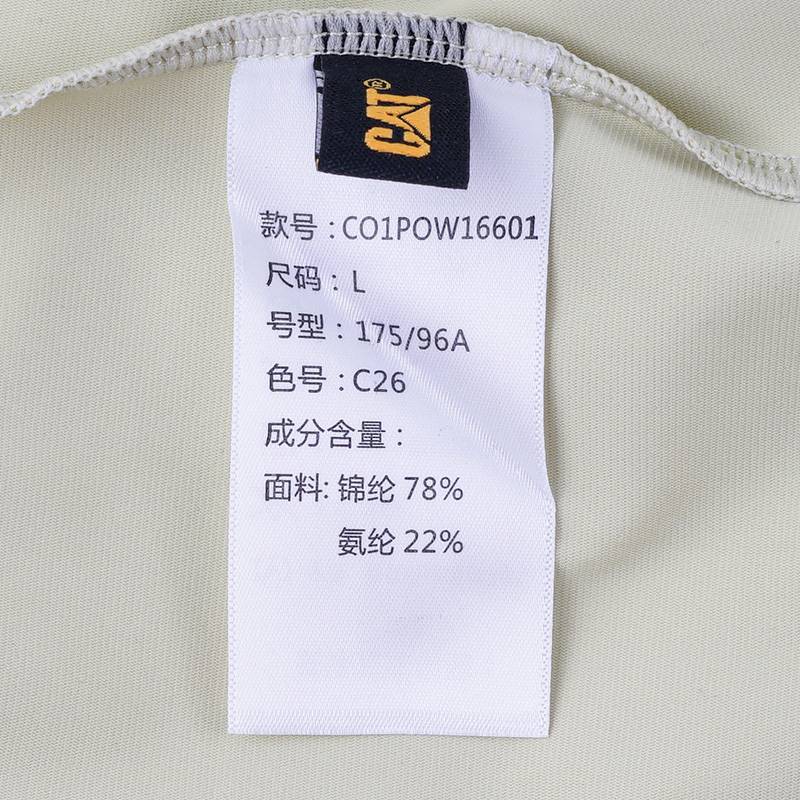 CAT®
款号：CO1POW16601
尺码：L
号型：175/96A
色号：C26
成分含量：
面料: 锦纶 78%
氨纶 22%